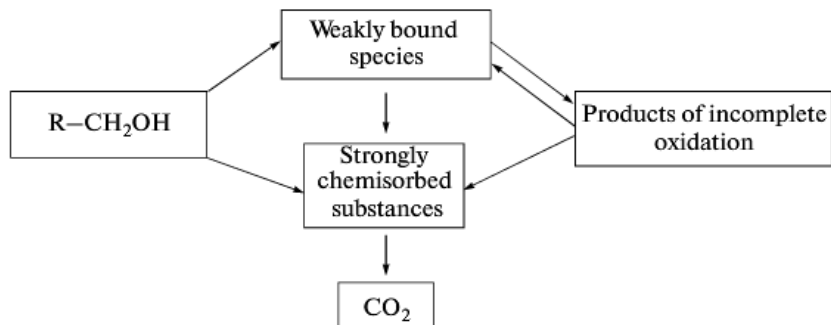 Weakly bound
species
R–CH₂OH
Products of incomplete
oxidation
Strongly
chemisorbed
substances
CO₂